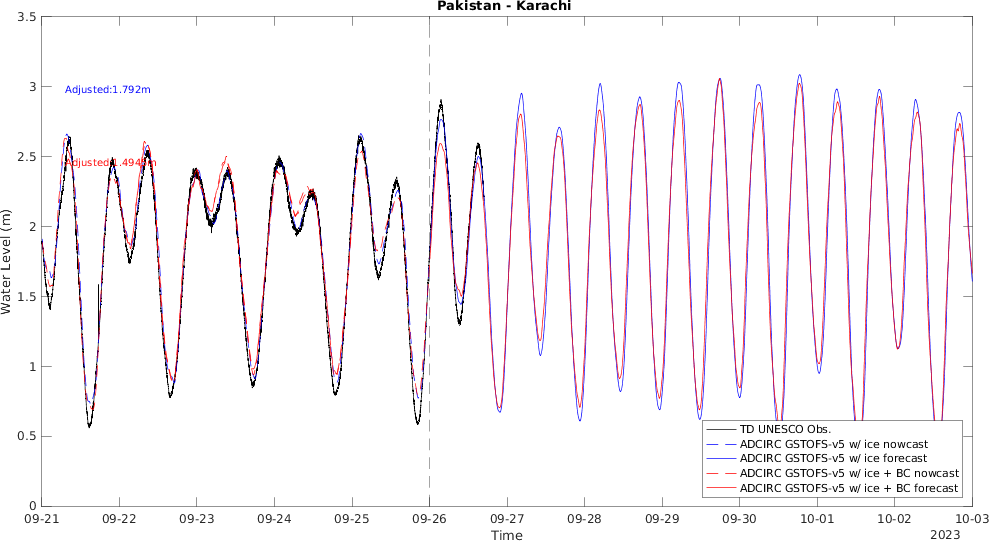 Pakistan - Karachi
3.5
3
2.5
2
1.5
1
0.5
0
Water Level (m)
Adjusted:1.792m
Adjusted:1.494m
TD UNESCO Obs.
ADCIRC GSTOFS-v5 w/ ice nowcast
ADCIRC GSTOFS-v5 w/ ice forecast
ADCIRC GSTOFS-v5 w/ ice + BC nowcast
ADCIRC GSTOFS-v5 w/ ice + BC forecast
09-21 09-22 09-23 09-24 09-25 09-26 09-27 09-28 09-29 09-30 10-01 10-02 10-03
Time
2023